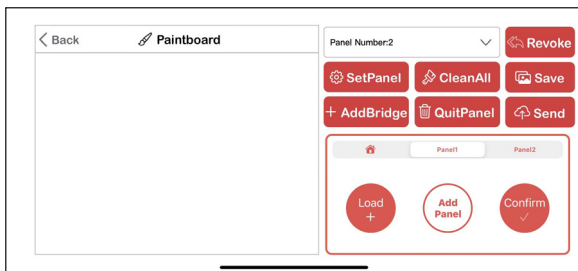 Back
Paintboard
Panel Number:2
Revoke
SetPanel
CleanAll
Save
+ AddBridge
QuitPanel
Send
Panel1
Panel2
Load
+
Add
Panel
Confirm